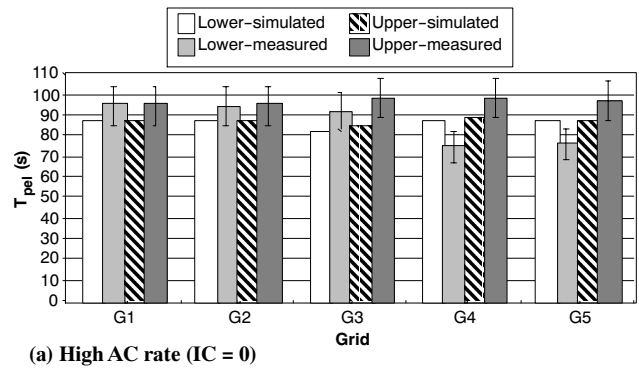 Lower-simulated Upper-simulated
Lower-measured Upper-measured
110
100
90
80
70
60
50
40
30
20
10
0
T_pel (s)
G1 G2 G3 G4 G5
Grid
(a) High AC rate (IC = 0)